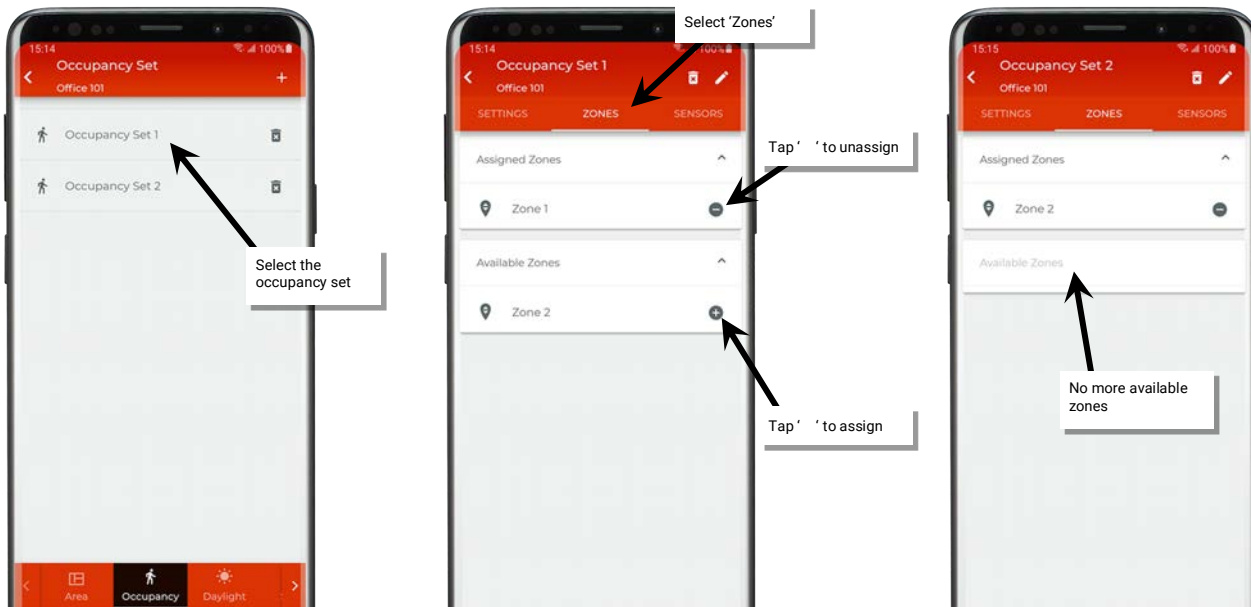 15:14
100%
Occupancy Set
Office 101
Occupancy Set 1
Occupancy Set 2
Select the
occupancy set
Area
Occupancy
Daylight
Select ‘Zones’
15:14
100%
Occupancy Set 1
Office 101
SETTINGS
ZONES
SENSORS
Assigned Zones
Zone 1
Tap ‘ ‘ to unassign
Available Zones
Zone 2
Tap ‘ ‘ to assign
15:15
100%
Occupancy Set 2
Office 101
SETTINGS
ZONES
SENSORS
Assigned Zones
Zone 2
Available Zones
No more available
zones